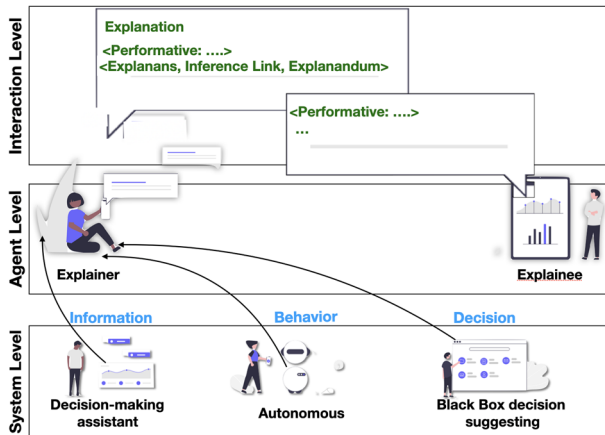 Interaction Level
Explanation
<Performative: ....>
<Explanans, Inference Link, Explanandum>
<Performative: ....>
...
Agent Level
Explainer
Explainee
System Level
Information
Behavior
Decision
Decision-making
assistant
Autonomous
Black Box decision
suggesting